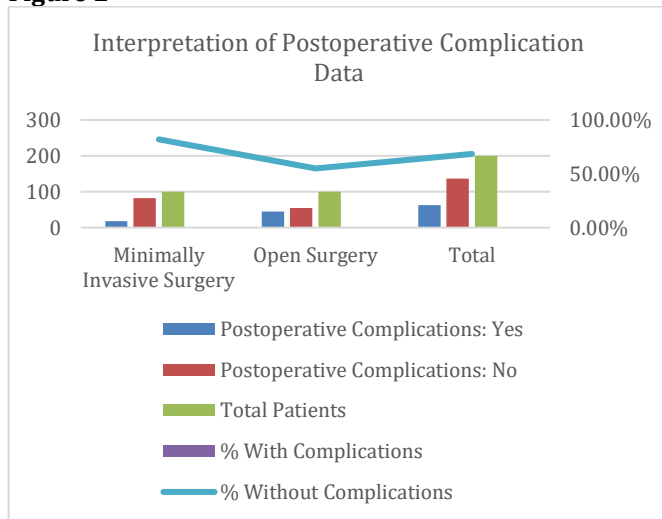 Interpretation of Postoperative Complication
Data
300
200
100
0
100.00%
50.00%
0.00%
Minimally
Invasive Surgery
Open Surgery
Total
Postoperative Complications: Yes
Postoperative Complications: No
Total Patients
% With Complications
% Without Complications